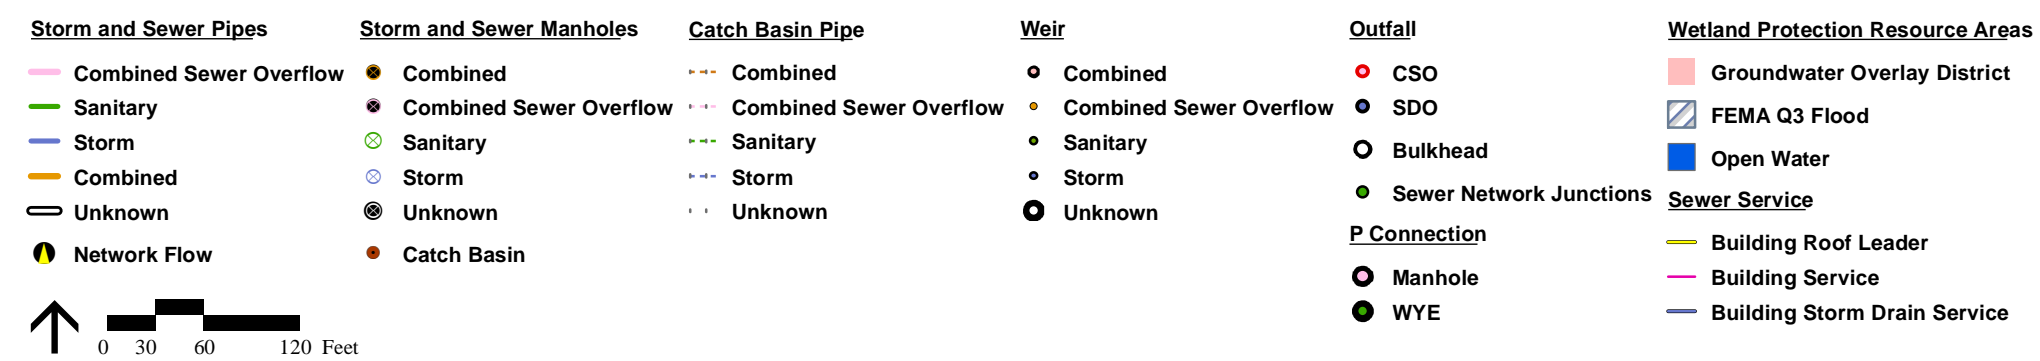 Storm and Sewer Pipes
Combined Sewer Overflow
Sanitary
Storm
Combined
Unknown
Network Flow
0 30 60 120 Feet
Storm and Sewer Manholes
Combined
Combined Sewer Overflow
Sanitary
Storm
Unknown
Catch Basin
Catch Basin Pipe
Combined
Combined Sewer Overflow
Sanitary
Storm
Unknown
Weir
Combined
Combined Sewer Overflow
Sanitary
Storm
Unknown
Outfall
CSO
SDO
Bulkhead
Sewer Network Junctions
P Connection
Manhole
WYE
Wetland Protection Resource Areas
Groundwater Overlay District
FEMA Q3 Flood
Open Water
Sewer Service
Building Roof Leader
Building Service
Building Storm Drain Service